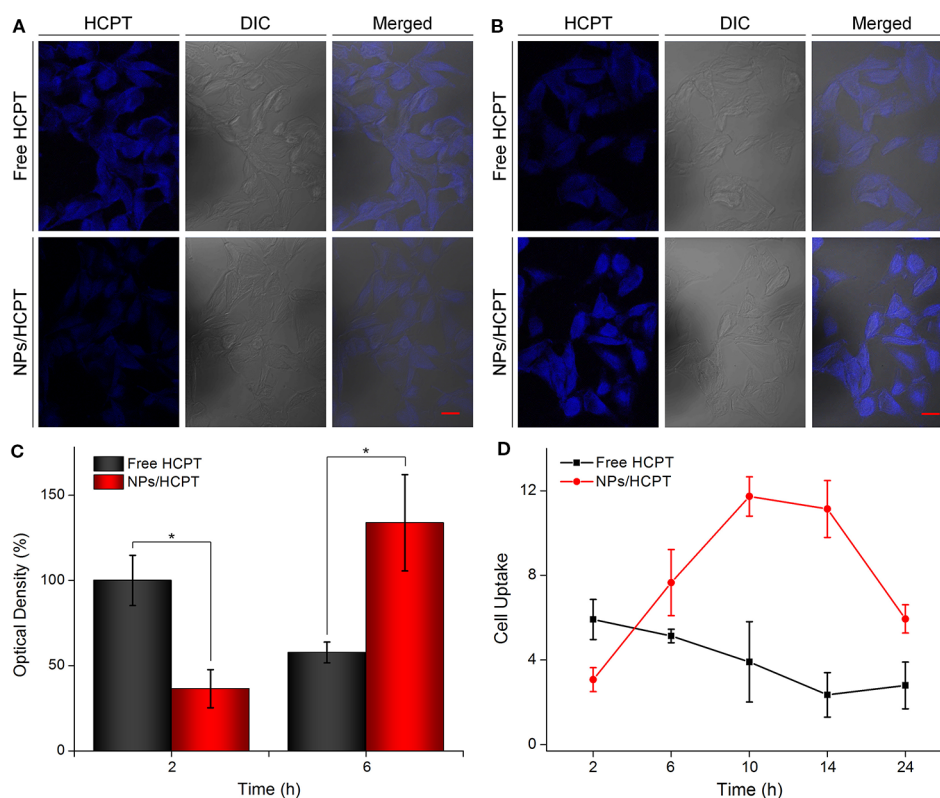 A
HCPT DIC Merged
Free HCPT
NPs/HCPT
B
HCPT DIC Merged
Free HCPT
NPs/HCPT
C
Free HCPT
NPs/HCPT
*
*
150
100
50
0
Optical Density (%)
2 6
Time (h)
D
Free HCPT
NPs/HCPT
12
8
4
0
Cell Uptake
2 6 10 14 24
Time (h)